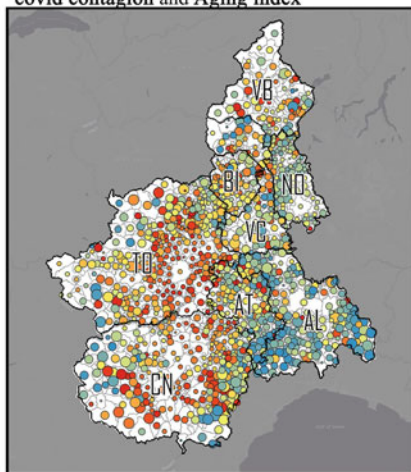 covid contagion and Aging index
VB
BI
NO
VC
TO
AT
AL
CN